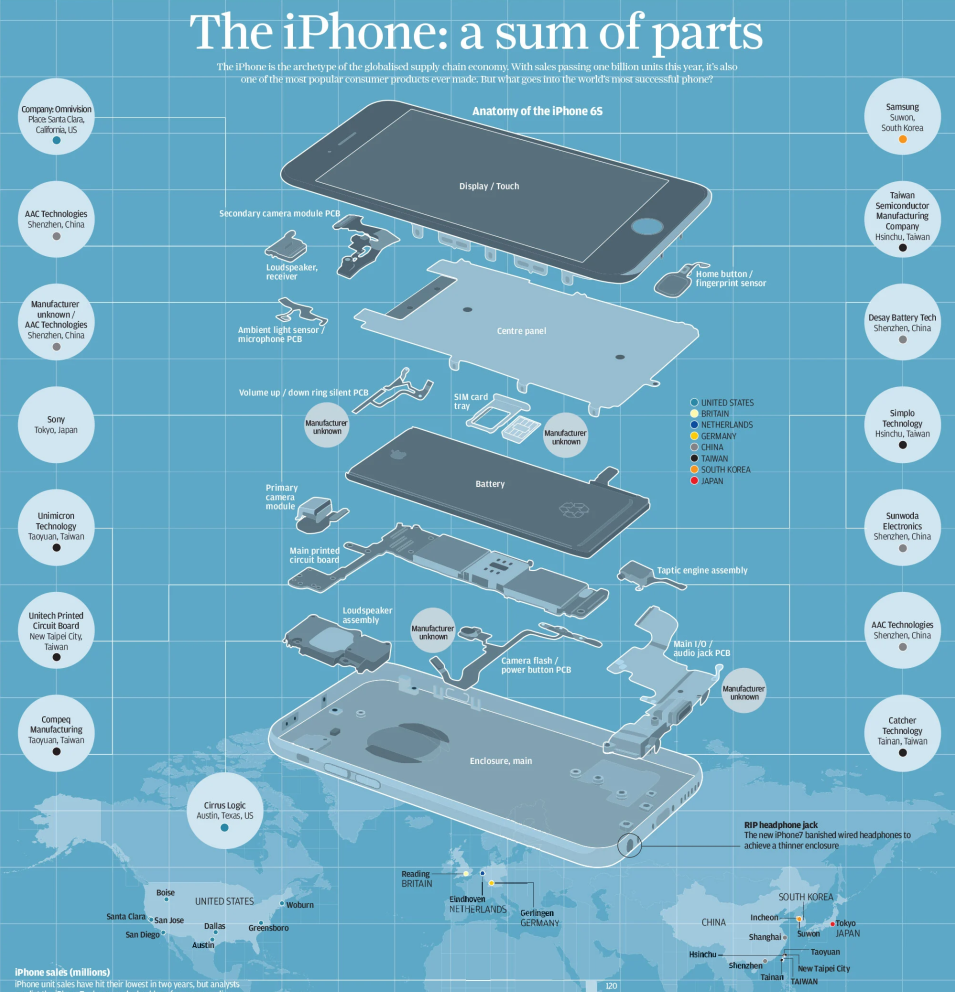 The iPhone: a sum of parts
The iPhone is the archetype of the globalised supply chain economy. With sales passing one billion units this year, it's also
one of the most popular consumer products ever made. But what goes into the world's most successful phone?
Anatomy of the iPhone 6S
Company: Omnivision
Place: Santa Clara,
California, US
AAC Technologies
Shenzhen, China
Manufacturer
unknown /
AAC Technologies
Shenzhen, China
Sony
Tokyo, Japan
Unimicron
Technology
Taoyuan, Taiwan
Unitech Printed
Circuit Board
New Taipei City,
Taiwan
Compeq
Manufacturing
Taoyuan, Taiwan
Cirrus Logic
Austin, Texas, US
Display / Touch
Secondary camera module PCB
Loudspeaker,
receiver
Home button /
fingerprint sensor
Ambient light sensor /
microphone PCB
Centre panel
Volume up / down ring silent PCB
Manufacturer
unknown
SIM card
tray
Manufacturer
unknown
UNITED STATES
BRITAIN
NETHERLANDS
GERMANY
CHINA
TAIWAN
SOUTH KOREA
JAPAN
Battery
Primary
camera
module
Main printed
circuit board
Taptic engine assembly
Loudspeaker
assembly
Manufacturer
unknown
Camera flash /
power button PCB
Main I/O /
audio jack PCB
Manufacturer
unknown
Enclosure, main
Samsung
Suwon,
South Korea
Taiwan
Semiconductor
Manufacturing
Company
Hsinchu, Taiwan
Desay Battery Tech
Shenzhen, China
Simplo
Technology
Hsinchu, Taiwan
Sunwoda
Electronics
Shenzhen, China
AAC Technologies
Shenzhen, China
Catcher
Technology
Tainan, Taiwan
RIP headphone jack
The new iPhone7 banished wired headphones to
achieve a thinner enclosure
Boise
UNITED STATES
Woburn
Santa Clara
San Jose
San Diego
Dallas
Greensboro
Austin
Reading
BRITAIN
Eindhoven
NETHERLANDS
Gerlingen
GERMANY
SOUTH KOREA
CHINA
Incheon
Suwon
Tokyo
JAPAN
Shanghai
Hsinchu
Taoyuan
Shenzhen
New Taipei City
Tainan
TAIWAN
iPhone sales (millions)
iPhone unit sales have hit their lowest in two years, but analysts
120